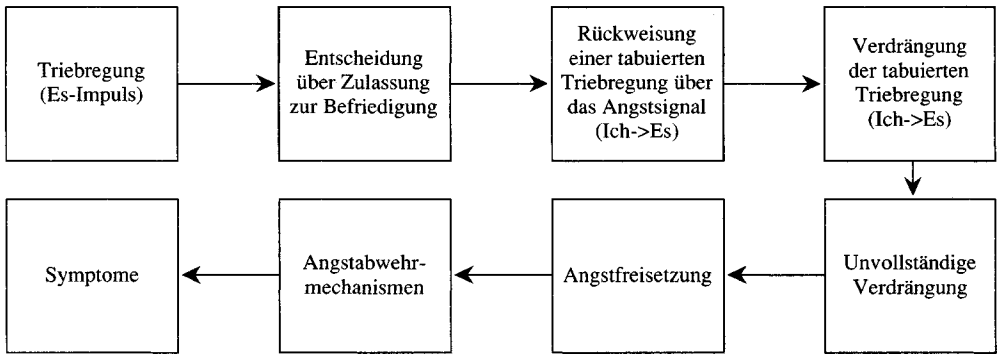 Triebregung
(Es-Impuls)
Entscheidung
über Zulassung
zur Befriedigung
Rückweisung
einer tabuierten
Triebregung über
das Angstsignal
(Ich->Es)
Verdrängung
der tabuierten
Triebregung
(Ich->Es)
Unvollständige
Verdrängung
Angstfreisetzung
Angstabwehr-
mechanismen
Symptome